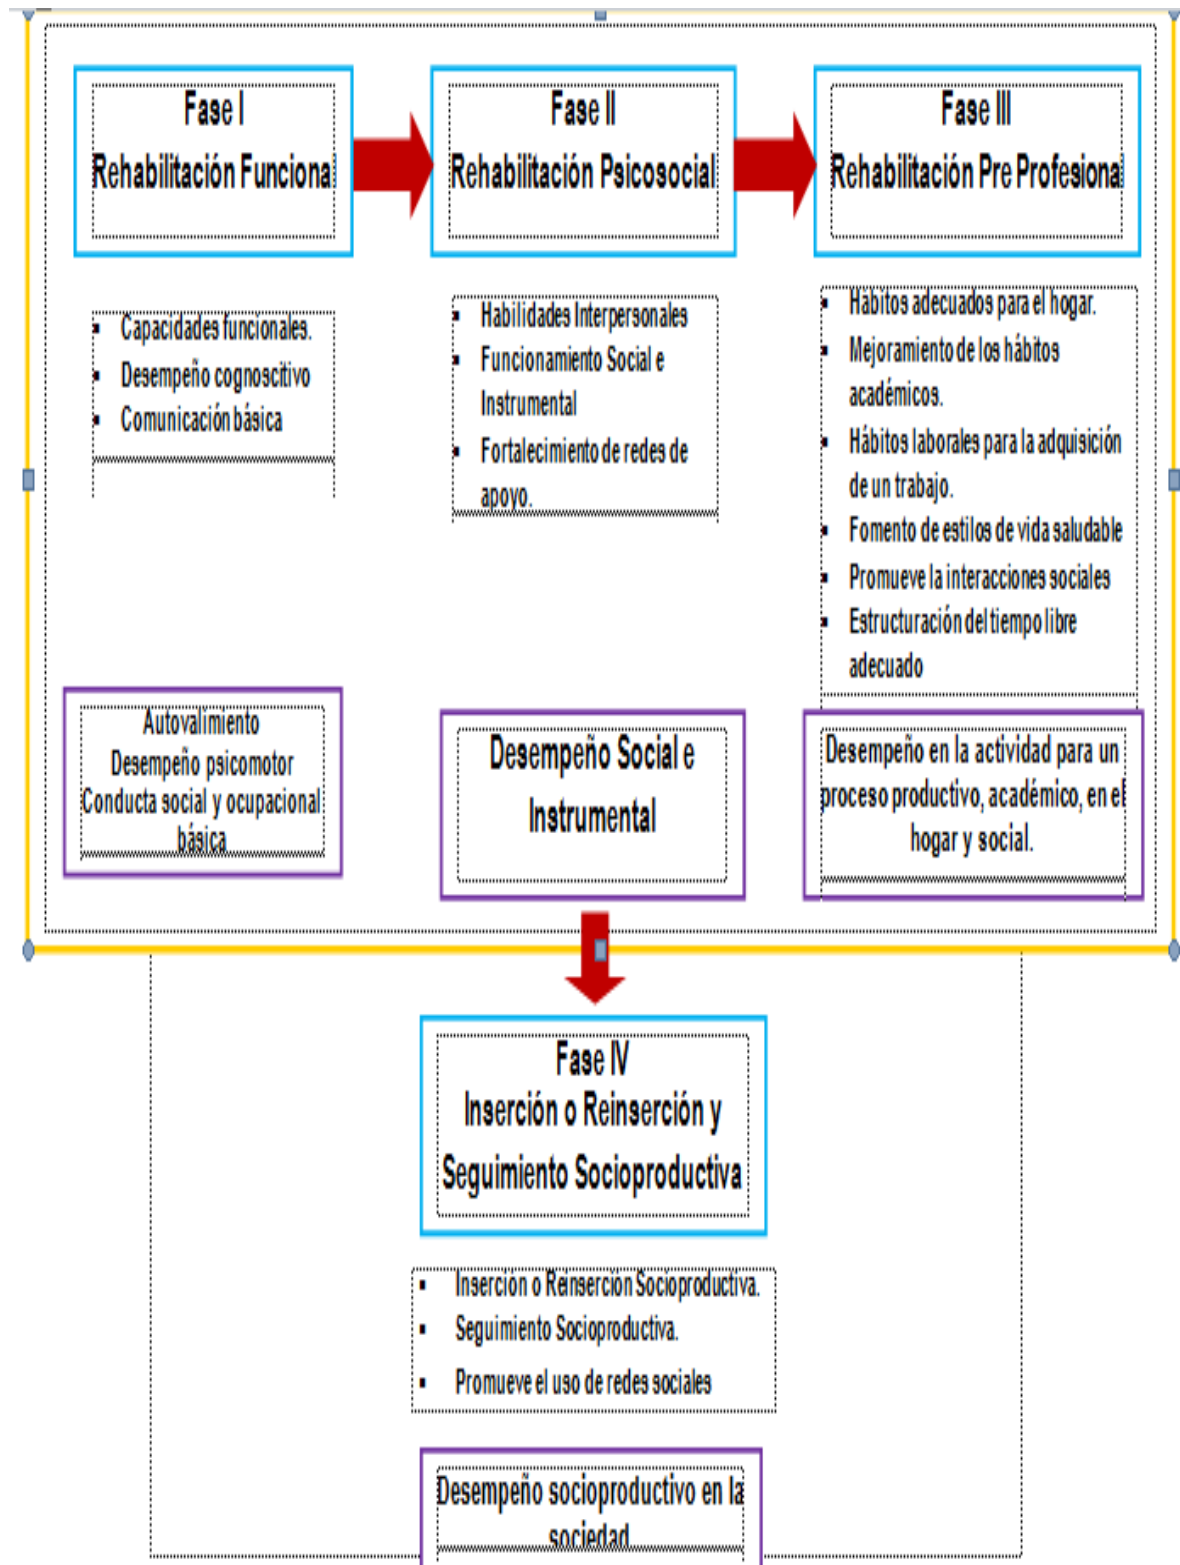 Fase I
Rehabilitación Funciona
Fase II
Rehabilitación Psicosocial
Fase III
Rehabilitación Pre Profesiona
▪ Capacidades funcionales.
▪ Desempeño cognoscitivo
▪ Comunicación básica
▪ Habilidades Interpersonales
▪ Funcionamiento Social e
Instrumental
▪ Fortalecimiento de redes de
apoyo.
▪ Hábitos adecuados para el hogar.
▪ Mejoramiento de los hábitos
académicos.
▪ Hábitos laborales para la adquisición
de un trabajo.
▪ Fomento de estilos de vida saludable
▪ Promueve la interacciones sociales
▪ Estructuración del tiempo libre
adecuado
Autovalimiento
Desempeño psicomotor
Conducta social y ocupacional
básica
Desempeño Social e
Instrumental
Desempeño en la actividad para un
proceso productivo, académico, en el
hogar y social.
Fase IV
Inserción o Reinserción y
Seguimiento Socioproductiva
▪ Inserción o Reinserción Socioproductiva.
▪ Seguimiento Socioproductiva.
▪ Promueve el uso de redes sociales
Desempeño socioproductivo en la
sociedad